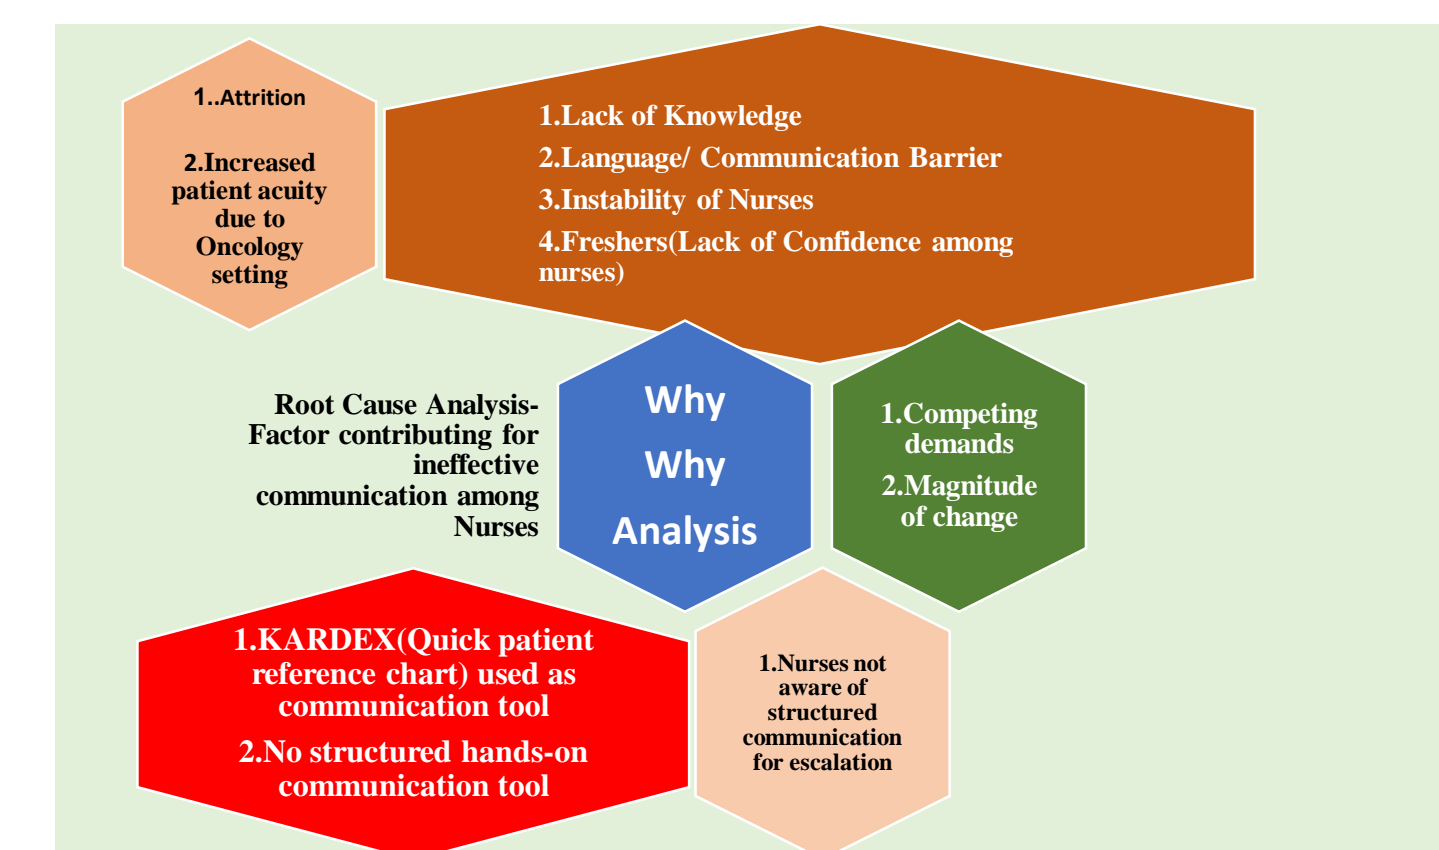 1..Attrition
2.Increased
patient acuity
due to
Oncology
setting
1.Lack of Knowledge
2.Language/ Communication Barrier
3.Instability of Nurses
4.Freshers(Lack of Confidence among
nurses)
Root Cause Analysis-
Factor contributing for
ineffective
communication among
Nurses
Why
Why
Analysis
1.Competing
demands
2.Magnitude
of change
1.KARDEX(Quick patient
reference chart) used as
communication tool
2.No structured hands-on
communication tool
1.Nurses not
aware of
structured
communication
for escalation